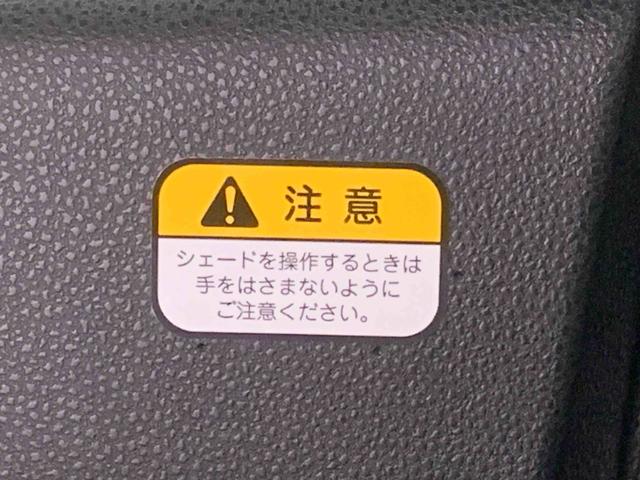 注意
シェードを操作するときは
手をはさまないように
ご注意ください。